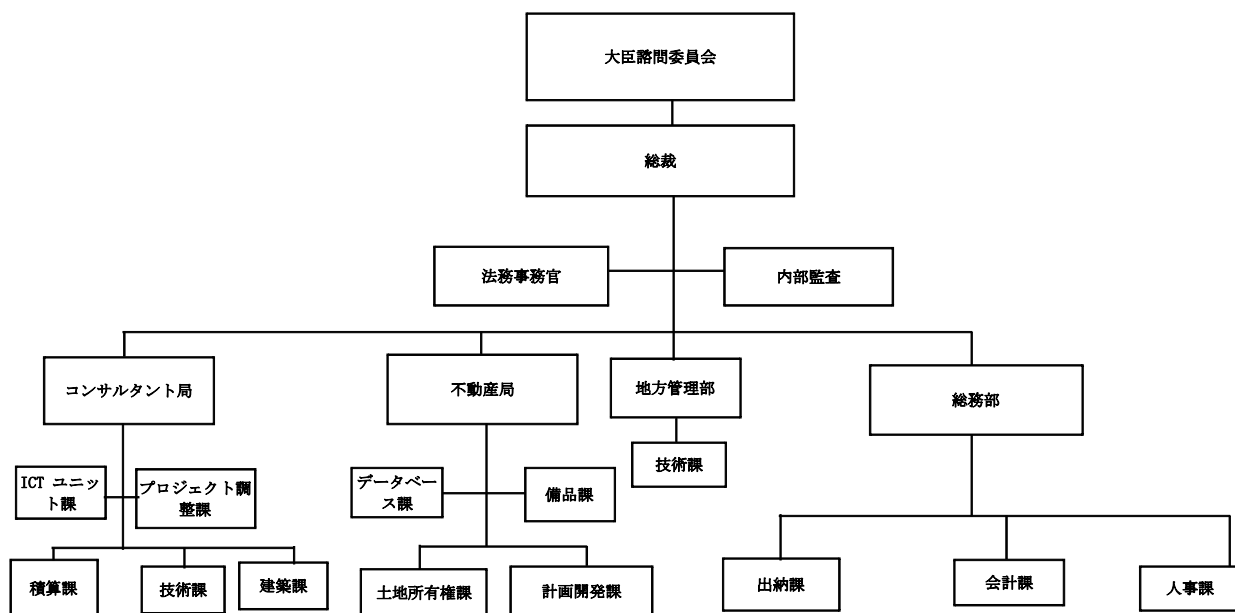 大臣諮問委員会
総裁
法務事務官
内部監査
コンサルタント局
不動産局
地方管理部
総務部
ICT ユニッ
ト課
プロジェクト調
整課
データベー
ス課
備品課
技術課
積算課
技術課
建築課
土地所有権課
計画開発課
出納課
会計課
人事課